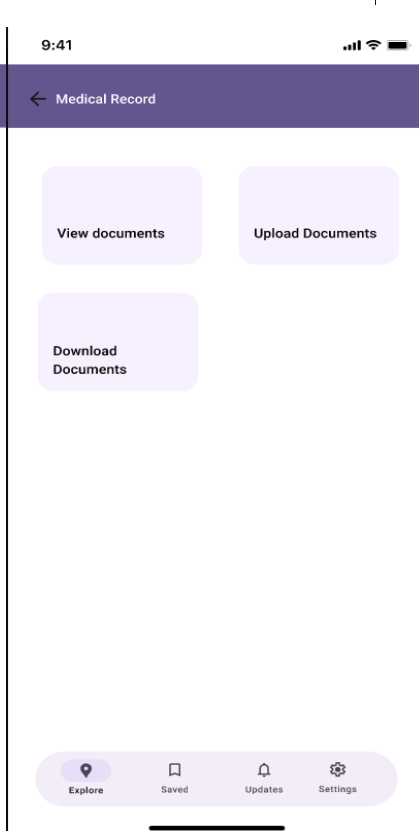 9:41
Medical Record
View documents
Upload Documents
Download
Documents
Explore
Saved
Updates
Settings